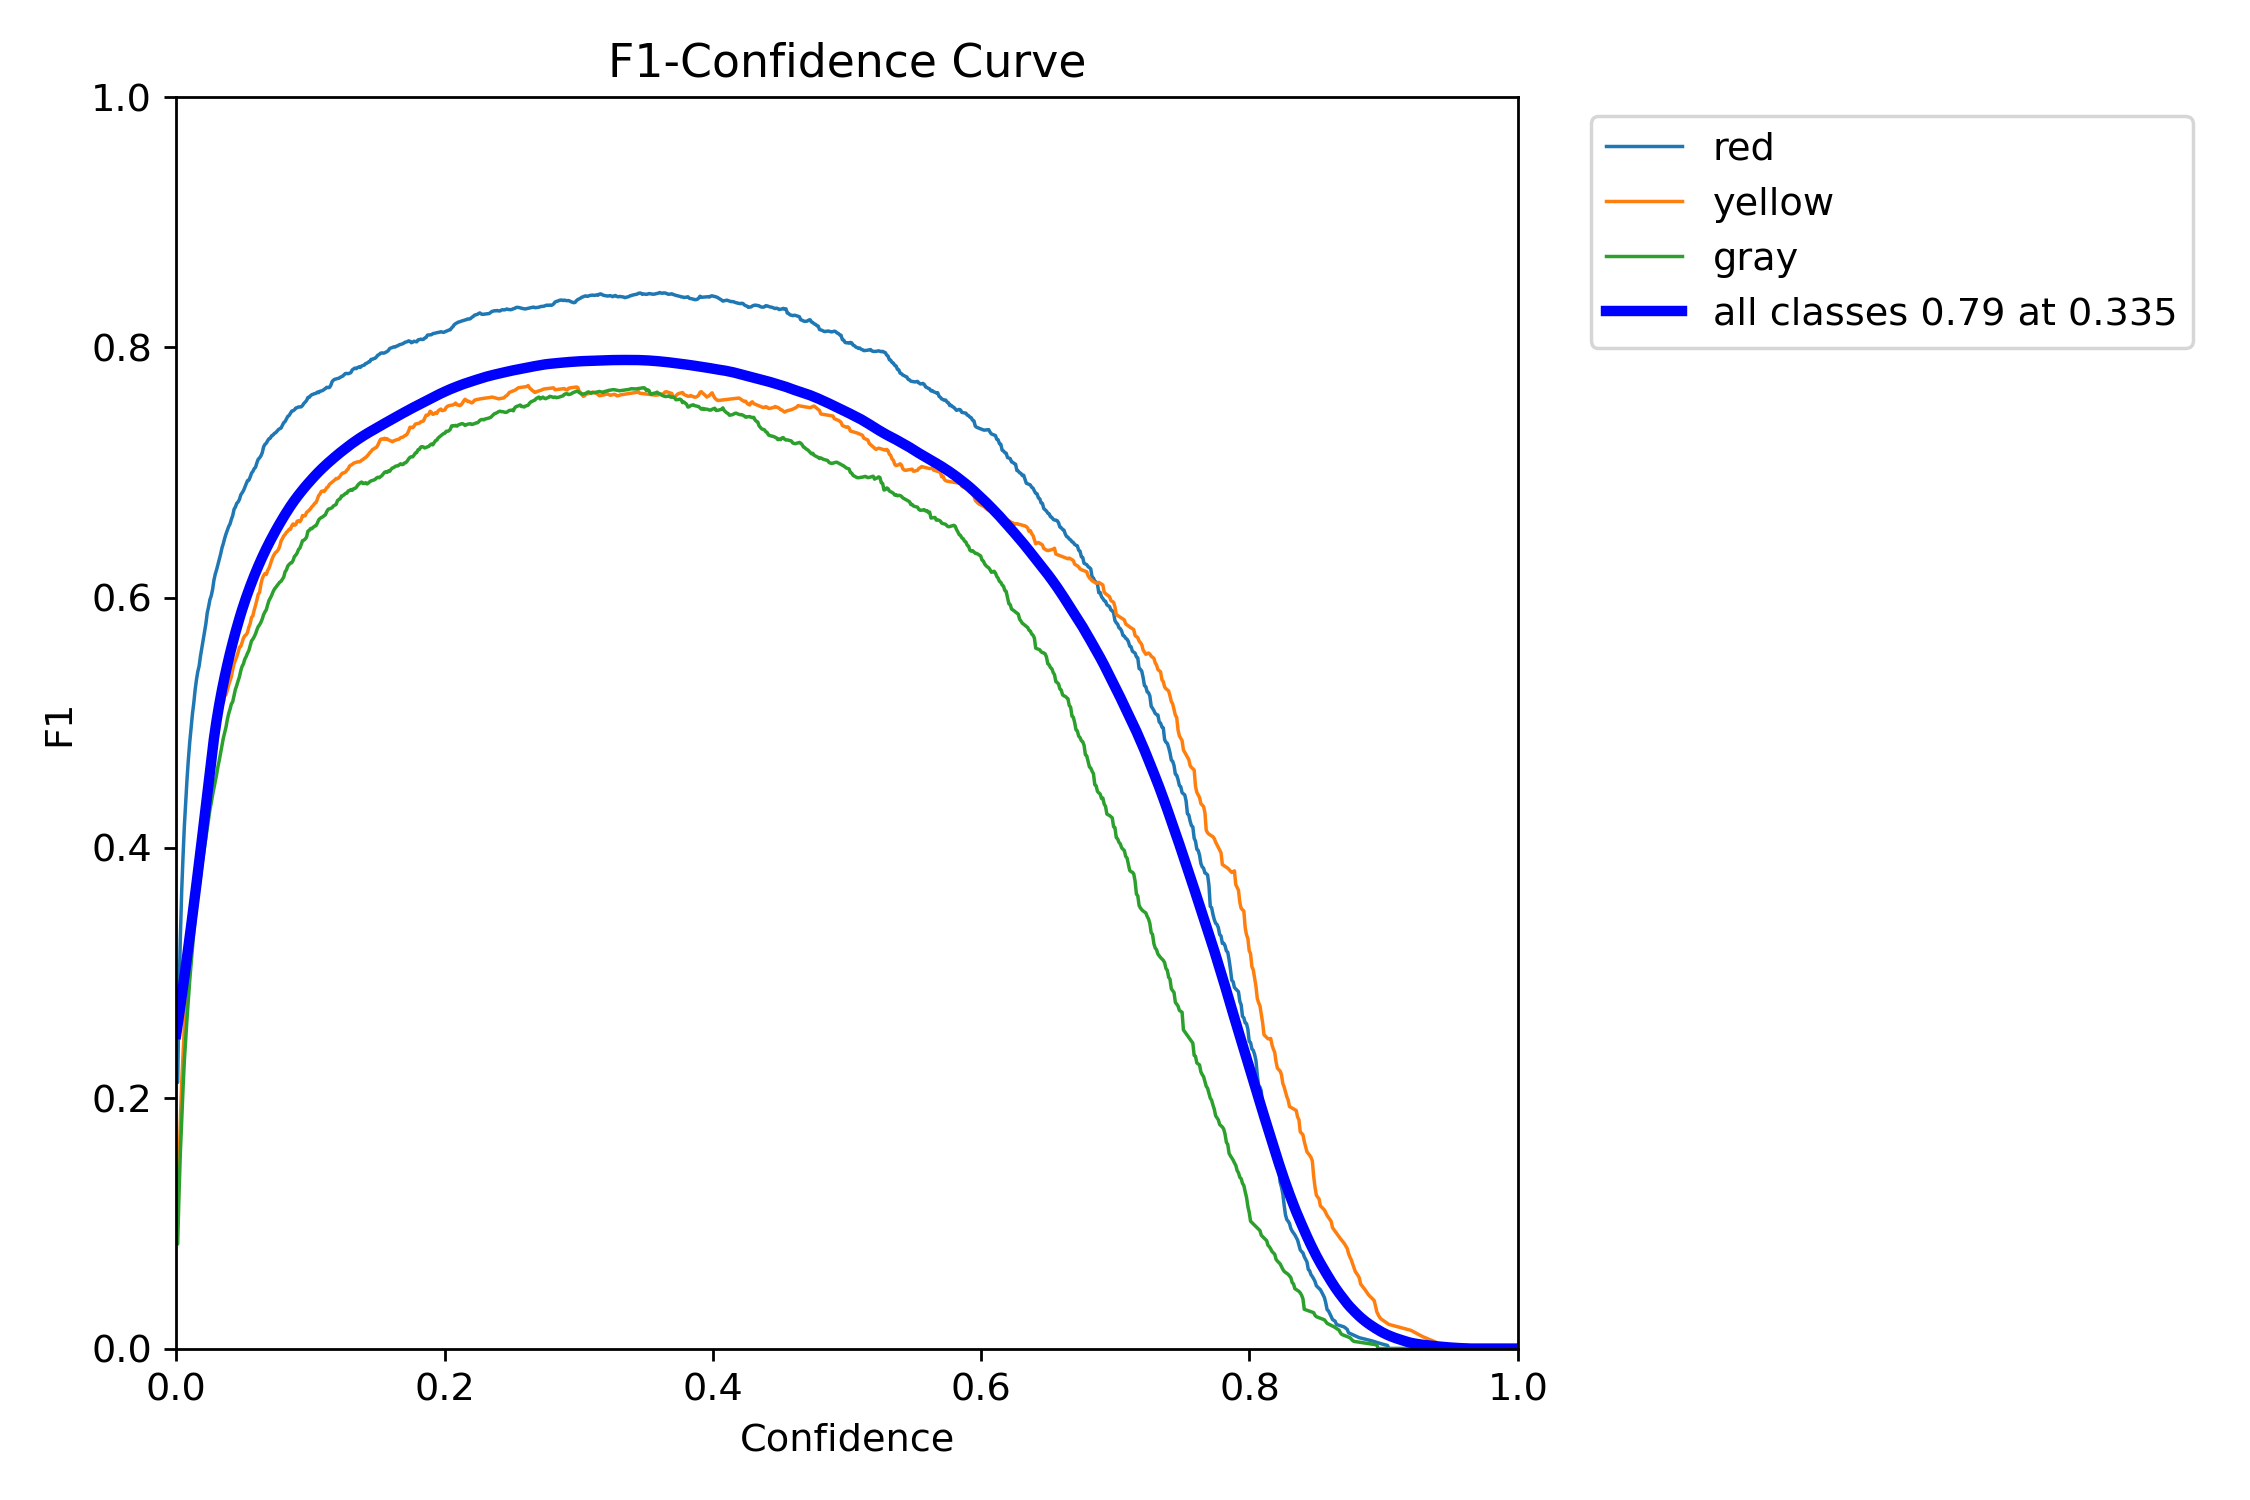 F1-Confidence Curve
1.0
0.8
0.6
0.4
0.2
0.0
F1
0.0 0.2 0.4 0.6 0.8 1.0
Confidence
red
yellow
gray
all classes 0.79 at 0.335